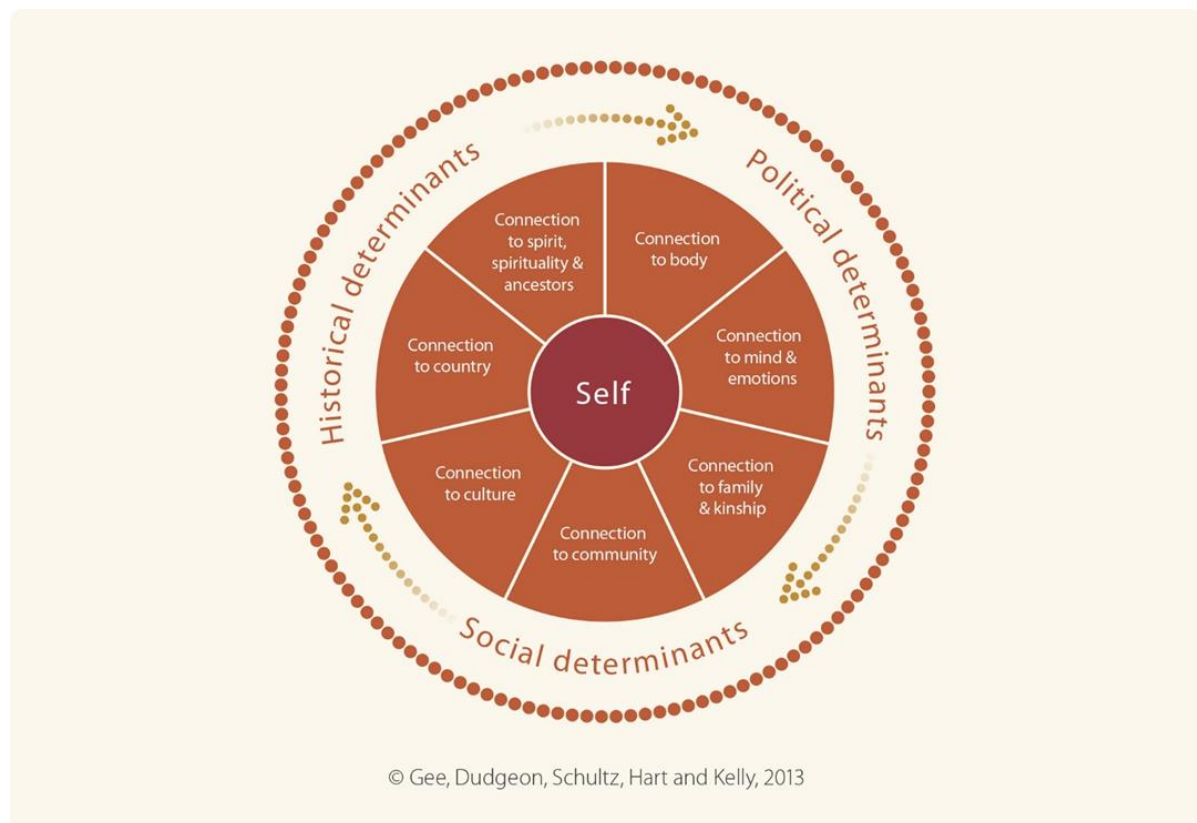 Historical determinants
Political determinants
Connection
to spirit,
spirituality &
ancestors
Connection
to body
Connection
to country
Connection
to mind &
emotions
Self
Connection
to culture
Connection
to family
& kinship
Connection
to community
Social determinants
© Gee, Dudgeon, Schultz, Hart and Kelly, 2013